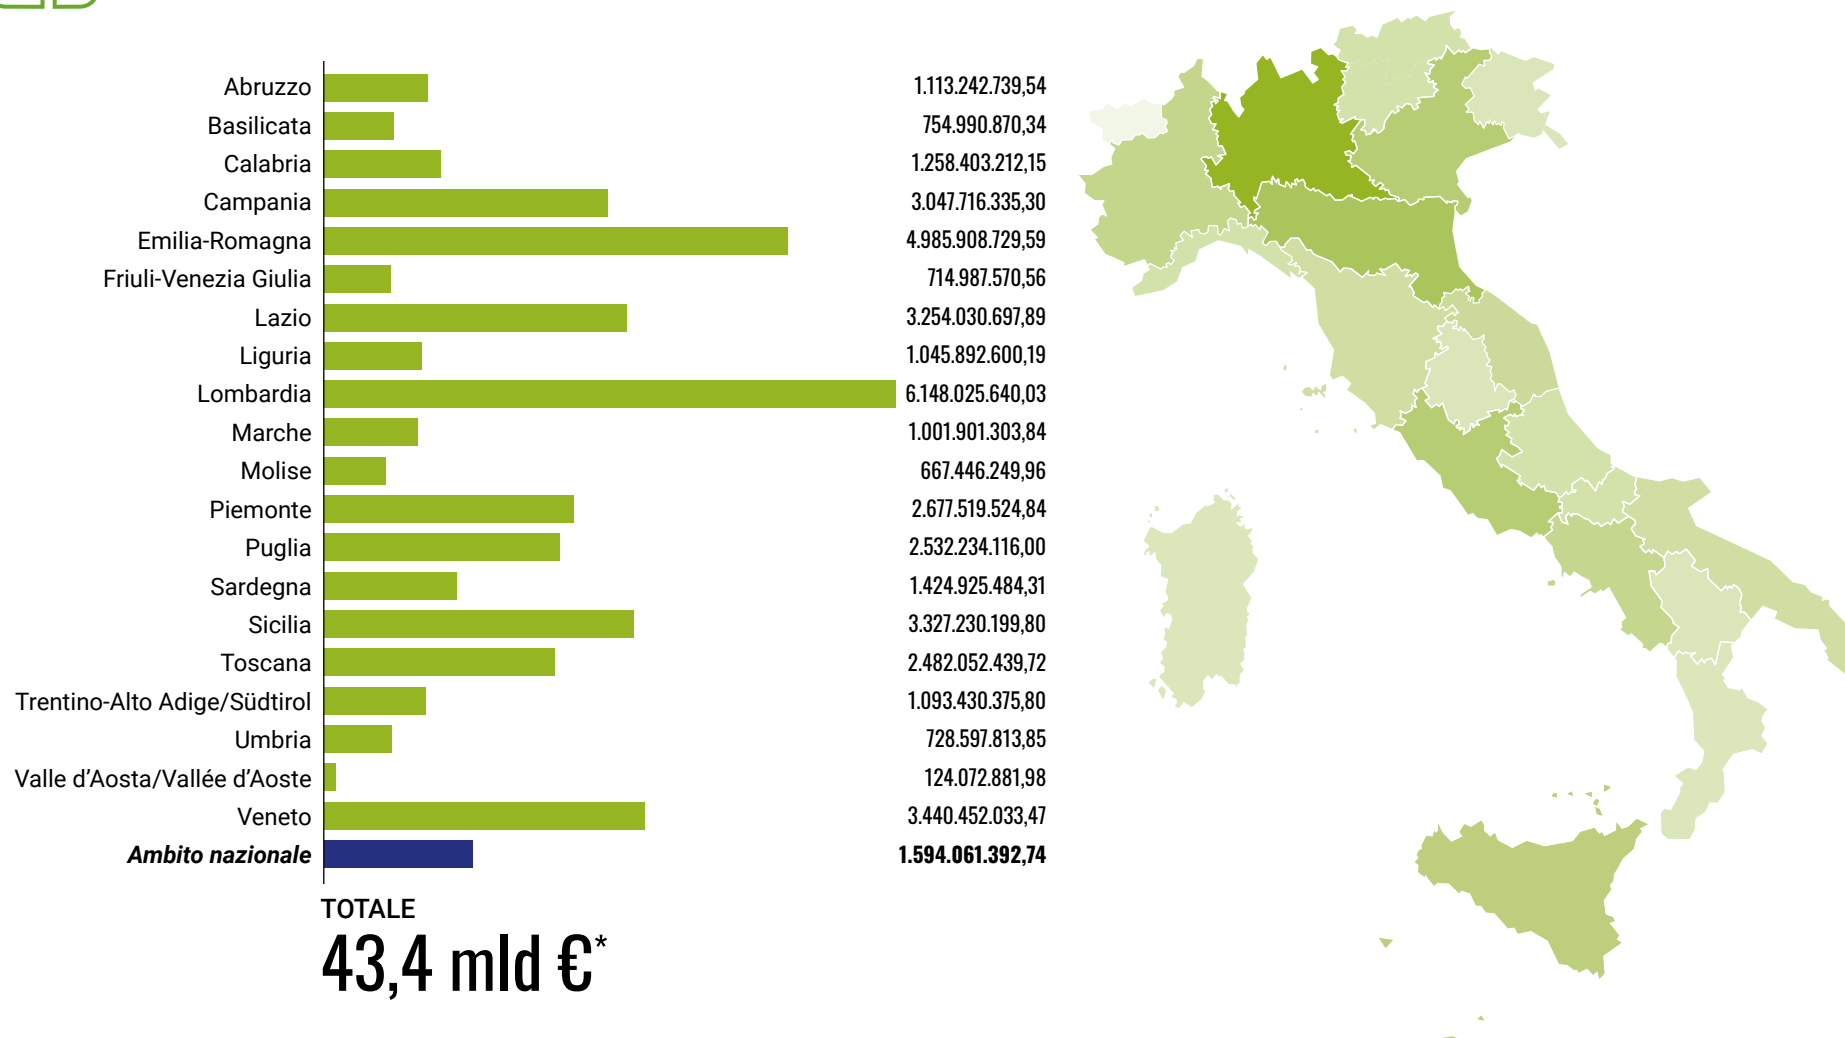 Abruzzo 1.113.242.739,54
Basilicata 754.990.870,34
Calabria 1.258.403.212,15
Campania 3.047.716.335,30
Emilia-Romagna 4.985.908.729,59
Friuli-Venezia Giulia 714.987.570,56
Lazio 3.254.030.697,89
Liguria 1.045.892.600,19
Lombardia 6.148.025.640,03
Marche 1.001.901.303,84
Molise 667.446.249,96
Piemonte 2.677.519.524,84
Puglia 2.532.234.116,00
Sardegna 1.424.925.484,31
Sicilia 3.327.230.199,80
Toscana 2.482.052.439,72
Trentino-Alto Adige/Südtirol 1.093.430.375,80
Umbria 728.597.813,85
Valle d’Aosta/Vallée d’Aoste 124.072.881,98
Veneto 3.440.452.033,47
Ambito nazionale 1.594.061.392,74
TOTALE
43,4 mld €*